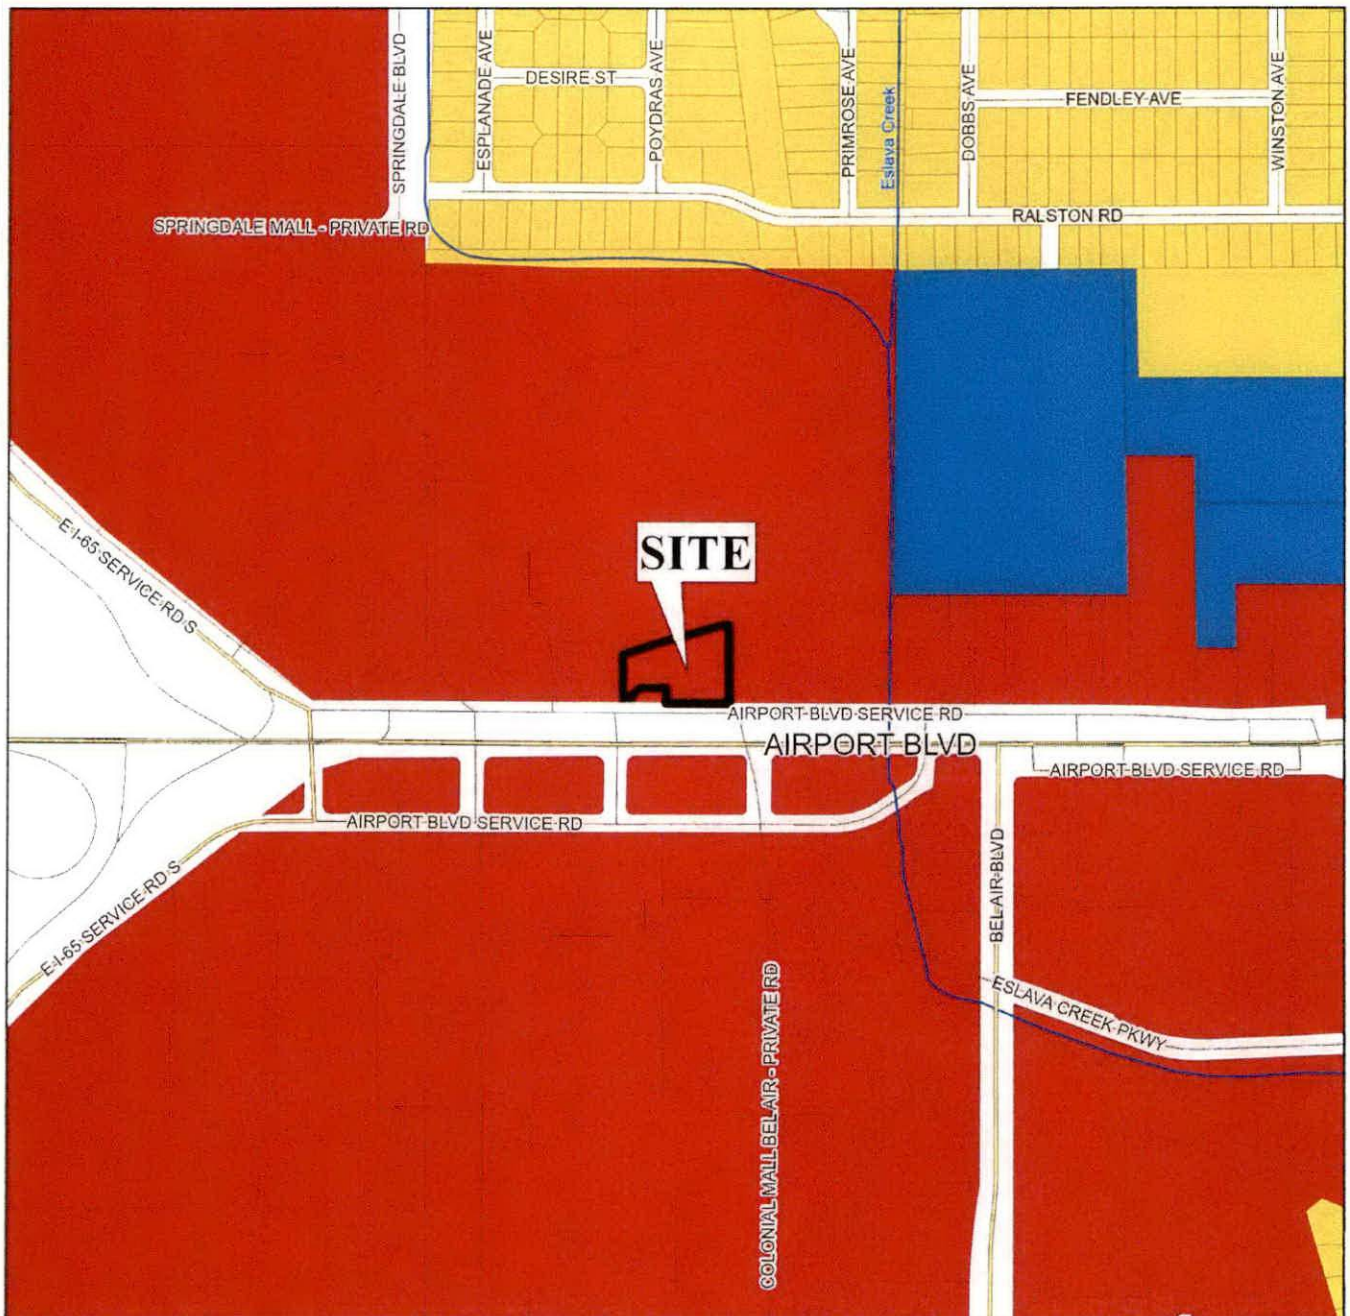 SPRINGDALE BLVD
ESPLANADE AVE
DESIRE ST
POYDRAS AVE
PRIMROSE AVE
Eslava Creek
DOBBS AVE
FENDLEY AVE
WINSTON AVE
RALSTON RD
SPRINGDALE MALL - PRIVATE RD
E I-65 SERVICE RD S
SITE
AIRPORT BLVD SERVICE RD
AIRPORT BLVD
AIRPORT BLVD SERVICE RD
AIRPORT BLVD SERVICE RD
E I-65 SERVICE RD S
BEL AIR BLVD
ESLAVA CREEK PKWY
COLONIAL MALL BELAIR - PRIVATE RD